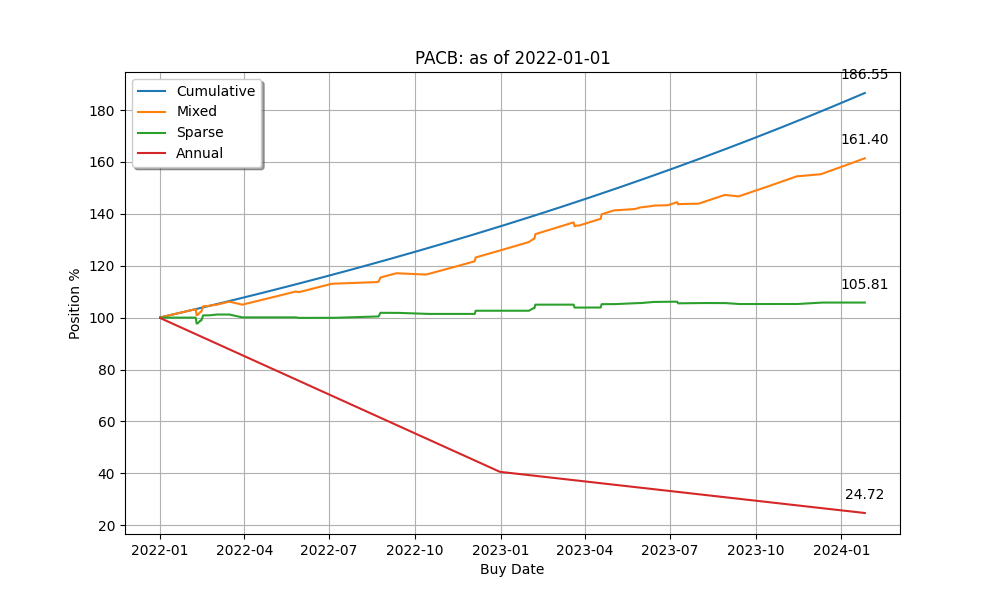 PACB: as of 2022-01-01
186.55
Cumulative
Mixed
Sparse
Annual
180
160
140
120
100
80
60
40
20
161.40
105.81
24.72
Position %
2022-01 2022-04 2022-07 2022-10 2023-01 2023-04 2023-07 2023-10 2024-01
Buy Date